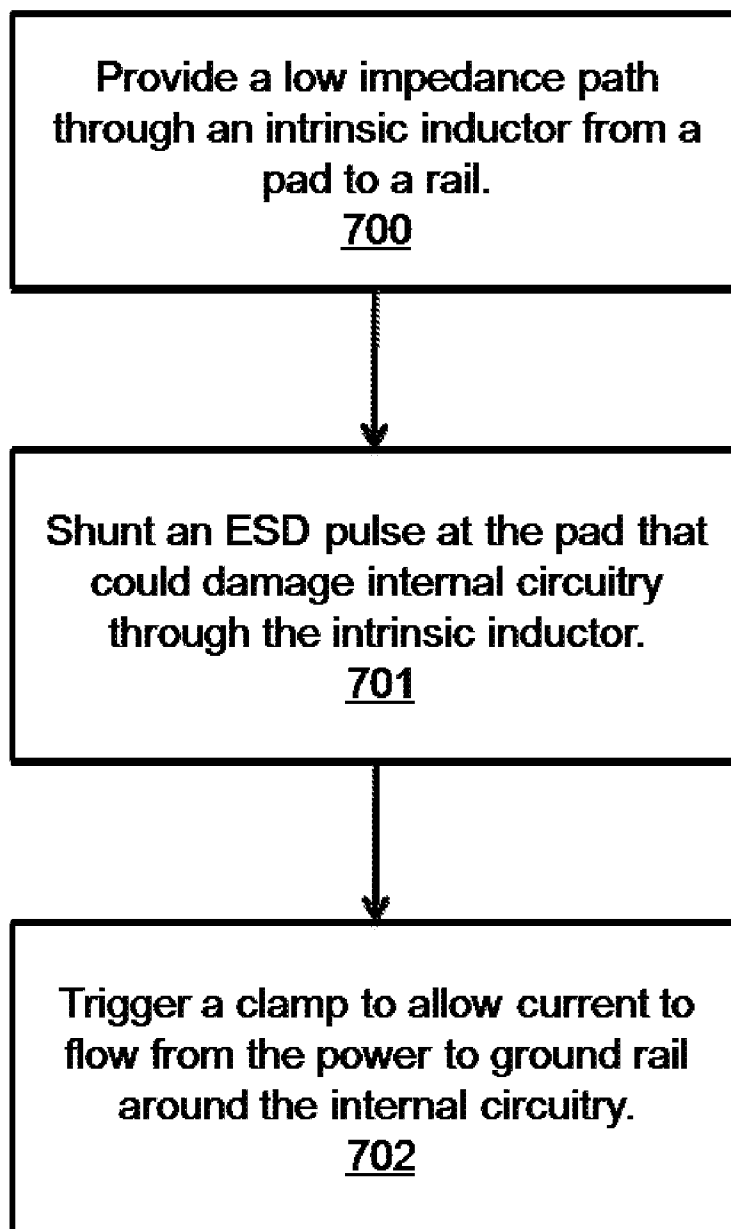 Provide a low impedance path
through an intrinsic inductor from a
pad to a rail.
700
Shunt an ESD pulse at the pad that
could damage internal circuitry
through the intrinsic inductor.
701
Trigger a clamp to allow current to
flow from the power to ground rail
around the internal circuitry.
702